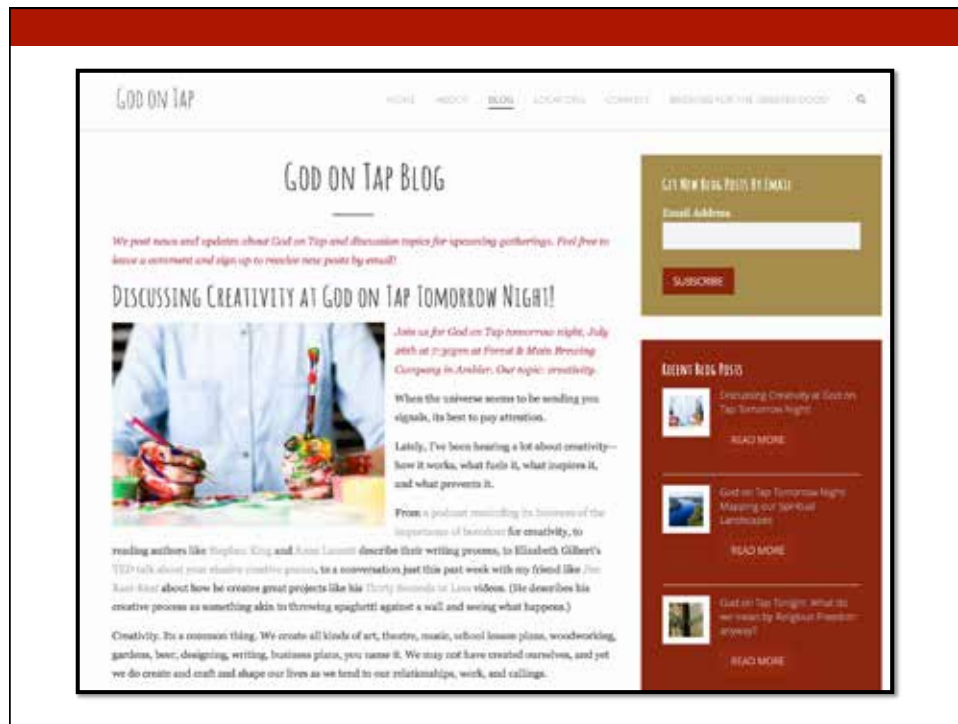 GOD ON TAP
HOME ABOUT BLOG LOCATIONS CONNECT BREWING FOR THE GREATER GOOD
GOD ON TAP BLOG
We post news and updates about God on Tap and discussion topics for upcoming gatherings. Feel free to
leave a comment and sign up to receive new posts by email!
DISCUSSING CREATIVITY AT GOD ON TAP TOMORROW NIGHT!
Join us for God on Tap tomorrow night, July
26th at 7:30pm at Forest & Main Brewing
Company in Ambler. Our topic: creativity.
When the universe seems to be sending you
signals, its best to pay attention.
Lately, I've been hearing a lot about creativity—
how it works, what fuels it, what inspires it,
and what prevents it.
From a podcast reminding its listeners of the
importance of boredom for creativity, to
reading authors like Stephen King and Anne Lamott describe their writing process, to Elizabeth Gilbert's
TED talk about your elusive creative genius, to a conversation just this past week with my friend like Jim
about how he creates great projects like his Thirty Seconds or Less videos. (He describes his
creative process as something akin to throwing spaghetti against a wall and seeing what happens.)
Creativity. Its a common thing. We create all kinds of art, theatre, music, school lesson plans, woodworking,
gardens, beer, designing, writing, business plans, you name it. We may not have created ourselves, and yet
we do create and craft and shape our lives as we tend to our relationships, work, and callings.
GET NEW BLOG POSTS BY EMAIL
Email Address
SUBSCRIBE
RECENT BLOG POSTS
Discussing Creativity at God on
Tap Tomorrow Night!
READ MORE
God on Tap Tomorrow Night:
Mapping our Spiritual
Landscapes
READ MORE
God on Tap Tonight: What do
we mean by Religious Freedom
anyway?
READ MORE